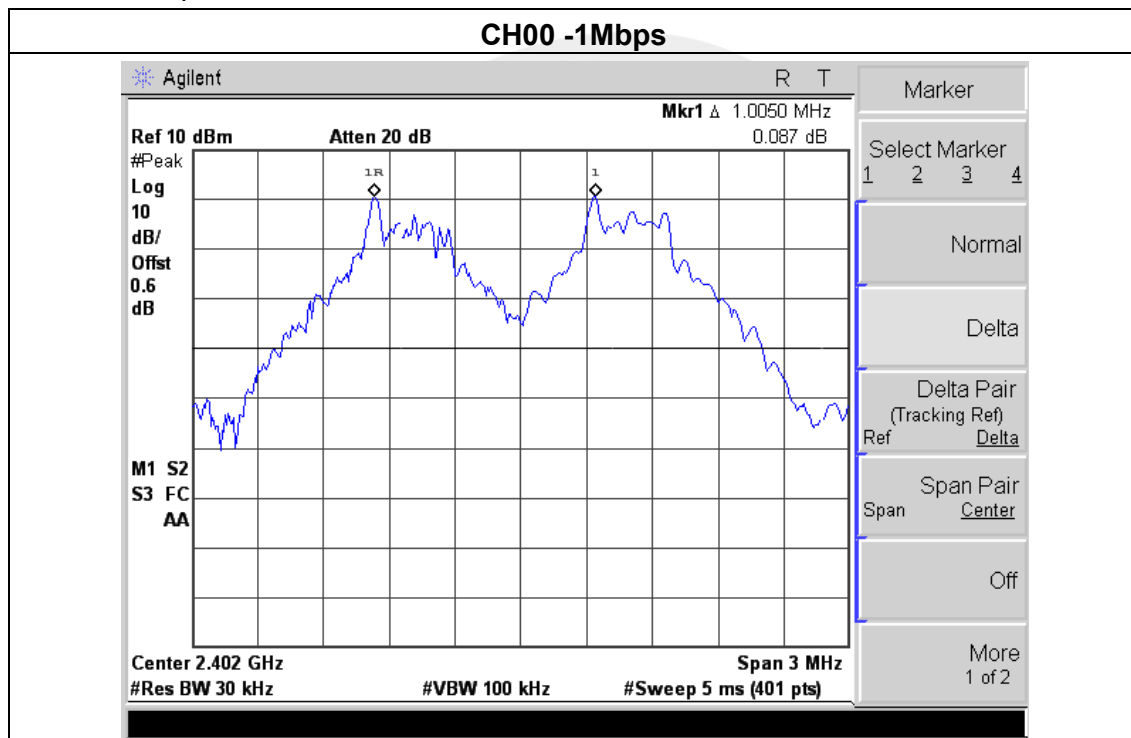 CH00 -1Mbps
Agilent R T
Mkr1 Δ 1.0050 MHz
Ref 10 dBm Atten 20 dB 0.087 dB
#Peak
Log
10
dB/
Offst
0.6
dB
1R 1
M1 S2
S3 FC
AA
Center 2.402 GHz Span 3 MHz
#Res BW 30 kHz #VBW 100 kHz #Sweep 5 ms (401 pts)
Marker
Select Marker
1 2 3 4
Normal
Delta
Delta Pair
(Tracking Ref)
Ref Delta
Span Pair
Span Center
Off
More
1 of 2